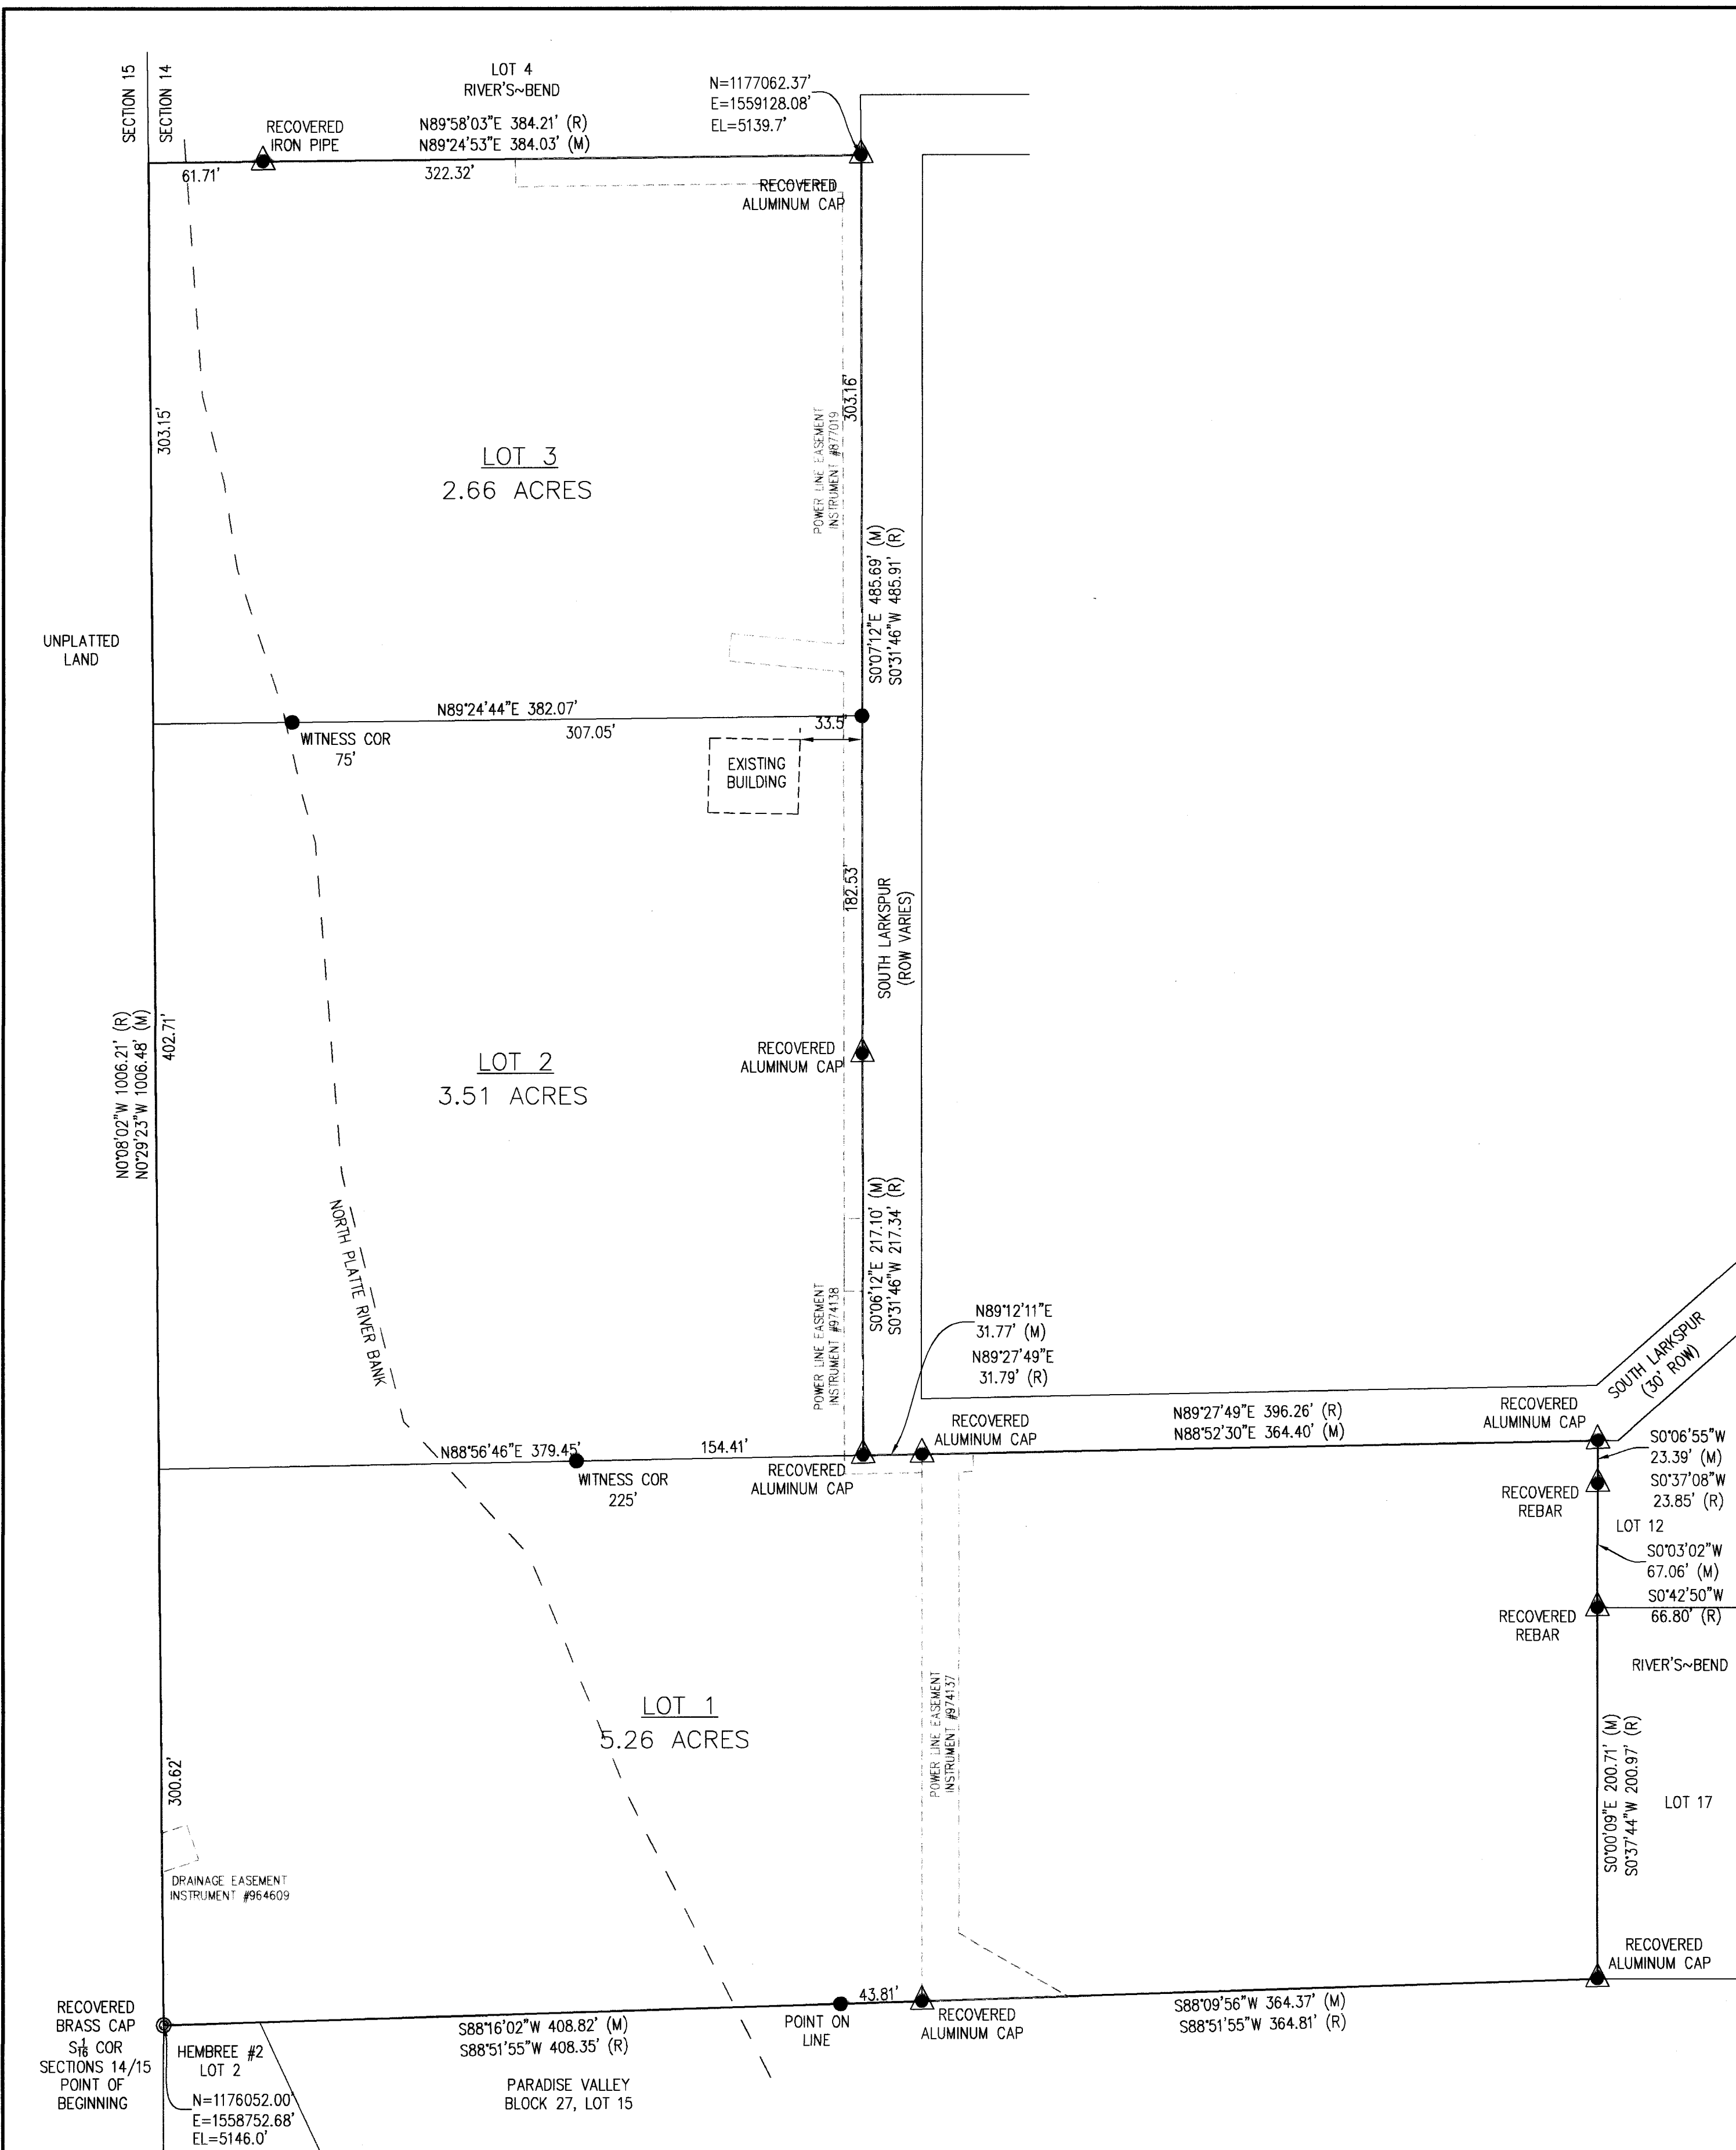 SECTION 15
SECTION 14
LOT 4
RIVER'S~BEND
N=1177062.37'
E=1559128.08'
EL=5139.7'
RECOVERED
IRON PIPE
N89°58'03"E 384.21' (R)
N89°24'53"E 384.03' (M)
61.71'
322.32'
RECOVERED
ALUMINUM CAP
303.15'
303.16'
POWER LINE EASEMENT
INSTRUMENT #877019
LOT 3
2.66 ACRES
S0°07'12"E 485.69' (M)
S0°31'46"W 485.91' (R)
UNPLATTED
LAND
N89°24'44"E 382.07'
307.05'
33.5'
WITNESS COR
75'
EXISTING
BUILDING
182.53'
SOUTH LARKSPUR
(ROW VARIES)
N0°08'02"W 1006.21' (R)
N0°29'23"W 1006.48' (M)
402.71'
LOT 2
3.51 ACRES
RECOVERED
ALUMINUM CAP
NORTH PLATTE RIVER BANK
S0°06'12"E 217.10' (M)
S0°31'46"W 217.34' (R)
POWER LINE EASEMENT
INSTRUMENT #974138
N89°12'11"E
31.77' (M)
N89°27'49"E
31.79' (R)
SOUTH LARKSPUR
(30' ROW)
N88°56'46"E 379.45'
154.41'
WITNESS COR
225'
RECOVERED
ALUMINUM CAP
RECOVERED
ALUMINUM CAP
N89°27'49"E 396.26' (R)
N88°52'30"E 364.40' (M)
RECOVERED
ALUMINUM CAP
S0°06'55"W
23.39' (M)
S0°37'08"W
23.85' (R)
RECOVERED
REBAR
LOT 12
S0°03'02"W
67.06' (M)
S0°42'50"W
66.80' (R)
RECOVERED
REBAR
RIVER'S~BEND
LOT 1
5.26 ACRES
POWER LINE EASEMENT
INSTRUMENT #974137
S0°00'09"E 200.71' (M)
S0°37'44"W 200.97' (R)
LOT 17
300.62'
DRAINAGE EASEMENT
INSTRUMENT #964609
RECOVERED
ALUMINUM CAP
RECOVERED
BRASS CAP
S1/16 COR
SECTIONS 14/15
POINT OF
BEGINNING
HEMBREE #2
LOT 2
N=1176052.00'
E=1558752.68'
EL=5146.0'
S88°16'02"W 408.82' (M)
S88°51'55"W 408.35' (R)
PARADISE VALLEY
BLOCK 27, LOT 15
43.81'
POINT ON
LINE
RECOVERED
ALUMINUM CAP
S88°09'56"W 364.37' (M)
S88°51'55"W 364.81' (R)